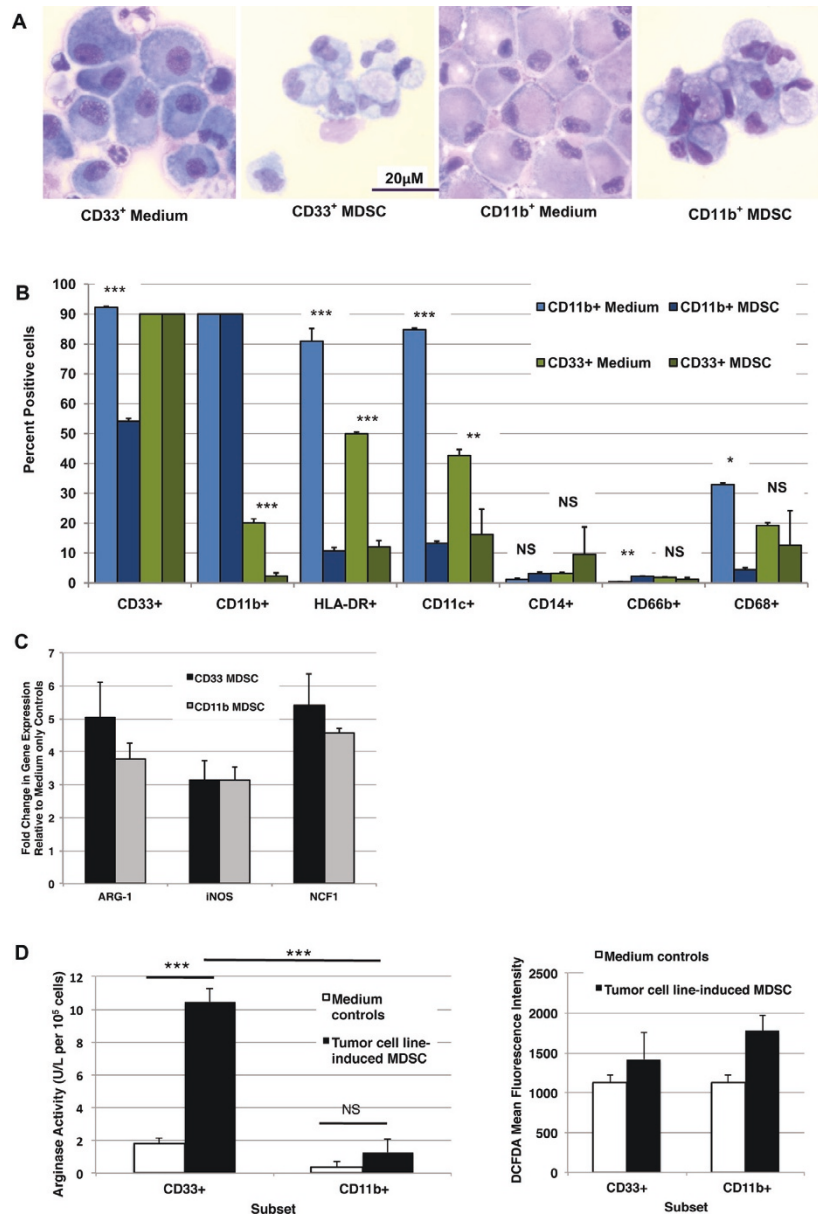 A
20µM
CD33⁺ Medium
CD33⁺ MDSC
CD11b⁺ Medium
CD11b⁺ MDSC
B
Percent Positive cells
100
90
80
70
60
50
40
30
20
10
0
***
***
***
***
***
**
NS
NS
**
NS
*
NS
CD11b+ Medium
CD11b+ MDSC
CD33+ Medium
CD33+ MDSC
CD33+
CD11b+
HLA-DR+
CD11c+
CD14+
CD66b+
CD68+
C
Fold Change in Gene Expression
Relative to Medium only Controls
7
6
5
4
3
2
1
0
CD33 MDSC
CD11b MDSC
ARG-1
iNOS
NCF1
D
Arginase Activity (U/L per 10⁵ cells)
12
10
8
6
4
2
0
***
***
NS
Medium
controls
Tumor cell line-
induced MDSC
CD33+
CD11b+
Subset
Medium controls
Tumor cell line-induced MDSC
DCFDA Mean Fluorescence Intensity
2500
2000
1500
1000
500
0
CD33+
CD11b+
Subset